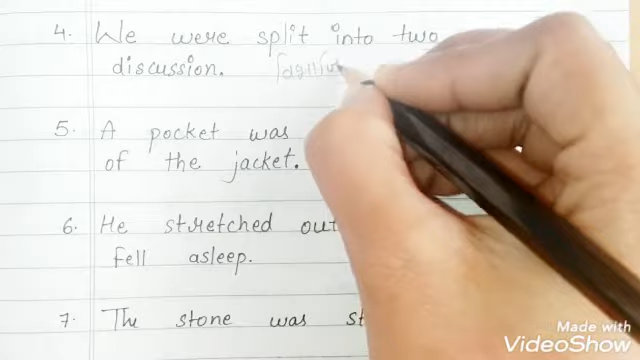 4. We were split into two
discussion.
5. A pocket was
of the jacket.
6. He stretched out
fell asleep.
7. The stone was st
Made with
VideoShow